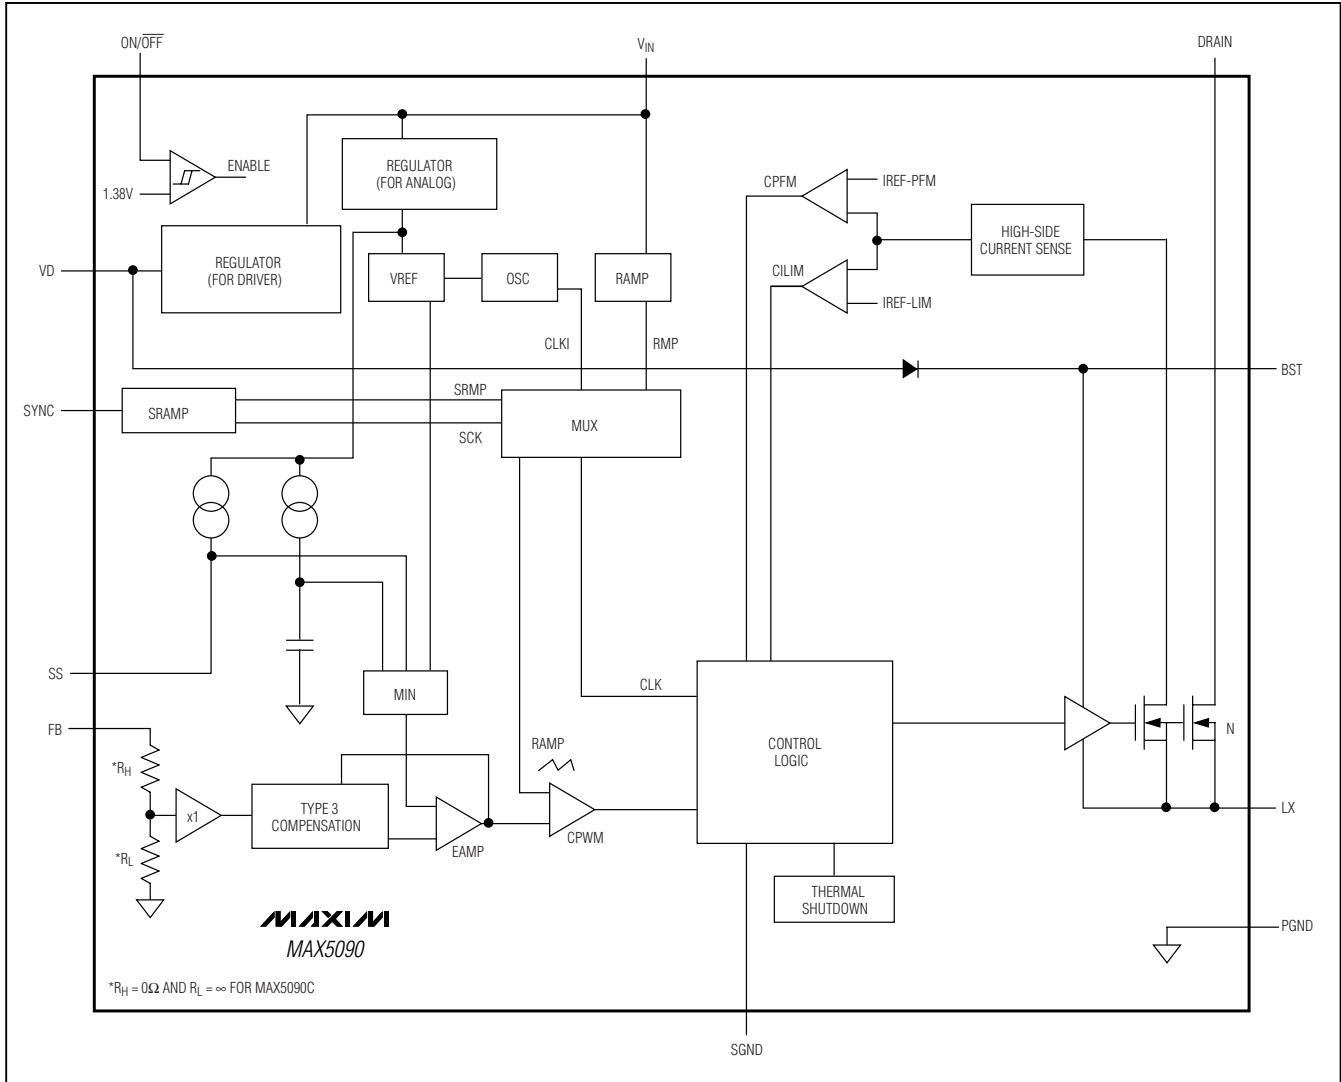 ON/OFF
VIN
DRAIN
ENABLE
1.38V
REGULATOR
(FOR ANALOG)
CPFM
IREF-PFM
HIGH-SIDE
CURRENT SENSE
VD
REGULATOR
(FOR DRIVER)
VREF
OSC
RAMP
CILIM
IREF-LIM
CLKI
RMP
BST
SYNC
SRAMP
SRMP
SCK
MUX
SS
MIN
CLK
FB
*RH
RAMP
CONTROL
LOGIC
N
x1
TYPE 3
COMPENSATION
LX
*RL
EAMP
CPWM
THERMAL
SHUTDOWN
MAXIM
MAX5090
PGND
*RH = 0Ω AND RL = ∞ FOR MAX5090C
SGND